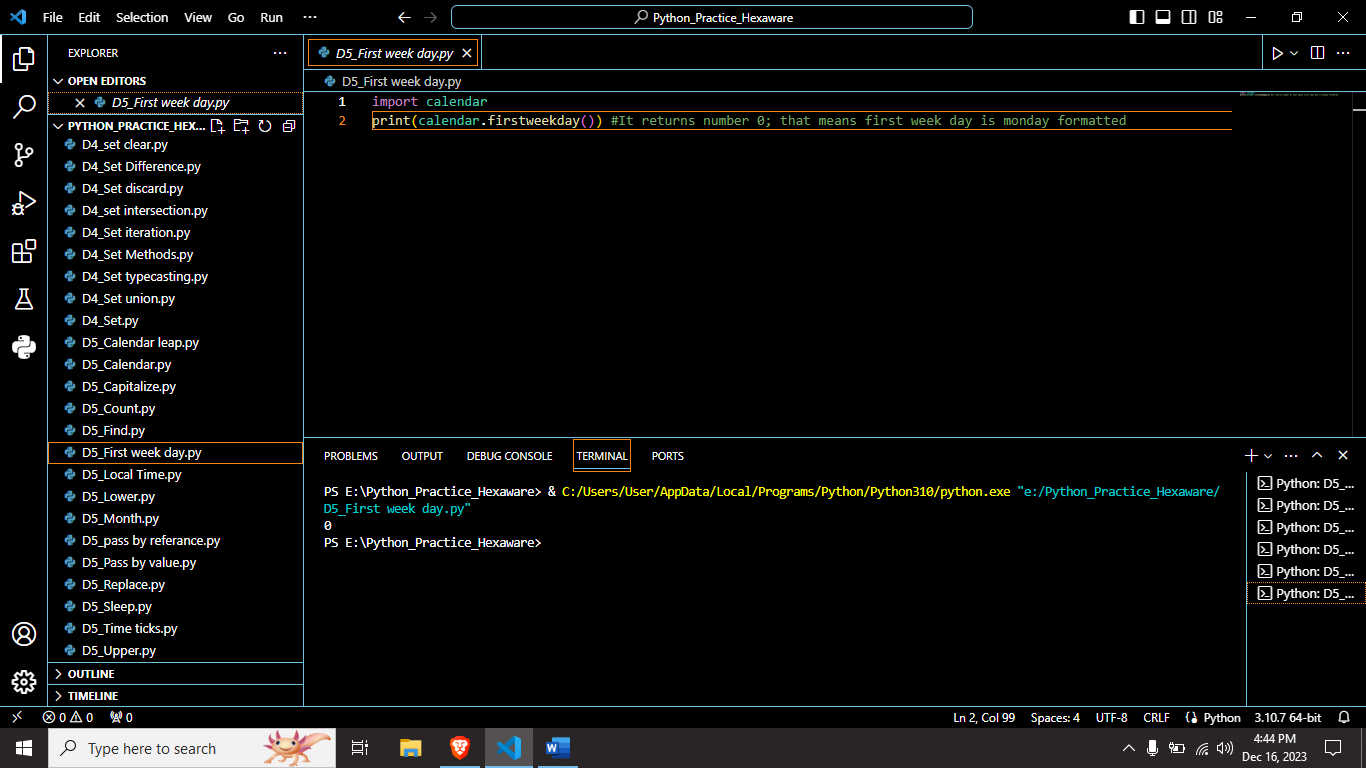 File Edit Selection View Go Run ···
Python_Practice_Hexaware
EXPLORER
OPEN EDITORS
D5_First week day.py
PYTHON_PRACTICE_HEX...
D4_set clear.py
D4_Set Difference.py
D4_Set discard.py
D4_set intersection.py
D4_Set iteration.py
D4_Set Methods.py
D4_Set typecasting.py
D4_Set union.py
D4_Set.py
D5_Calendar leap.py
D5_Calendar.py
D5_Capitalize.py
D5_Count.py
D5_Find.py
D5_First week day.py
D5_Local Time.py
D5_Lower.py
D5_Month.py
D5_pass by referance.py
D5_Pass by value.py
D5_Replace.py
D5_Sleep.py
D5_Time ticks.py
D5_Upper.py
OUTLINE
TIMELINE
D5_First week day.py
D5_First week day.py
1 import calendar
2 print(calendar.firstweekday()) #It returns number 0; that means first week day is monday formatted
PROBLEMS OUTPUT DEBUG CONSOLE TERMINAL PORTS
PS E:\Python_Practice_Hexaware> & C:/Users/User/AppData/Local/Programs/Python/Python310/python.exe "e:/Python_Practice_Hexaware/
D5_First week day.py"
0
PS E:\Python_Practice_Hexaware>
Python: D5_...
Python: D5_...
Python: D5_...
Python: D5_...
Python: D5_...
Python: D5_...
0 0 0 Ln 2, Col 99 Spaces: 4 UTF-8 CRLF Python 3.10.7 64-bit
Type here to search
4:44 PM
Dec 16, 2023